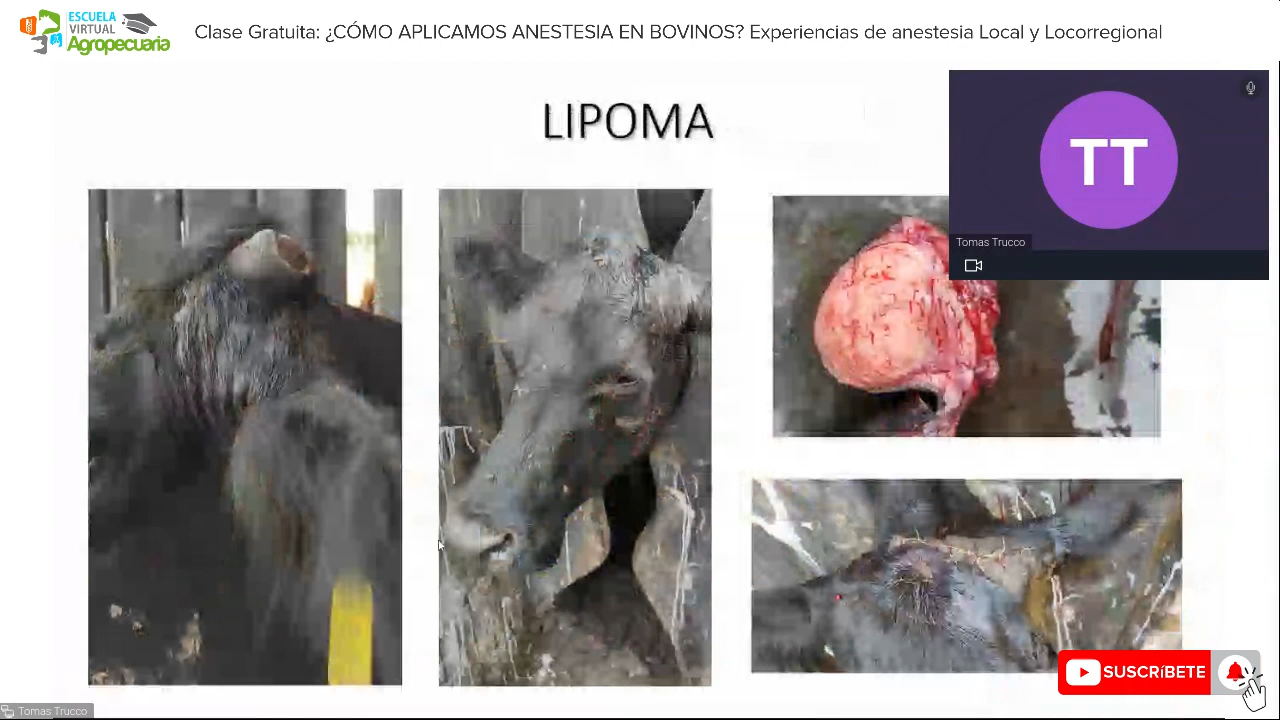 ESCUELA
VIRTUAL
Agropecuaria
Clase Gratuita: ¿CÓMO APLICAMOS ANESTESIA EN BOVINOS? Experiencias de anestesia Local y Locorregional
LIPOMA
TT
Tomas Trucco
SUSCRíBETE
Tomas Trucco